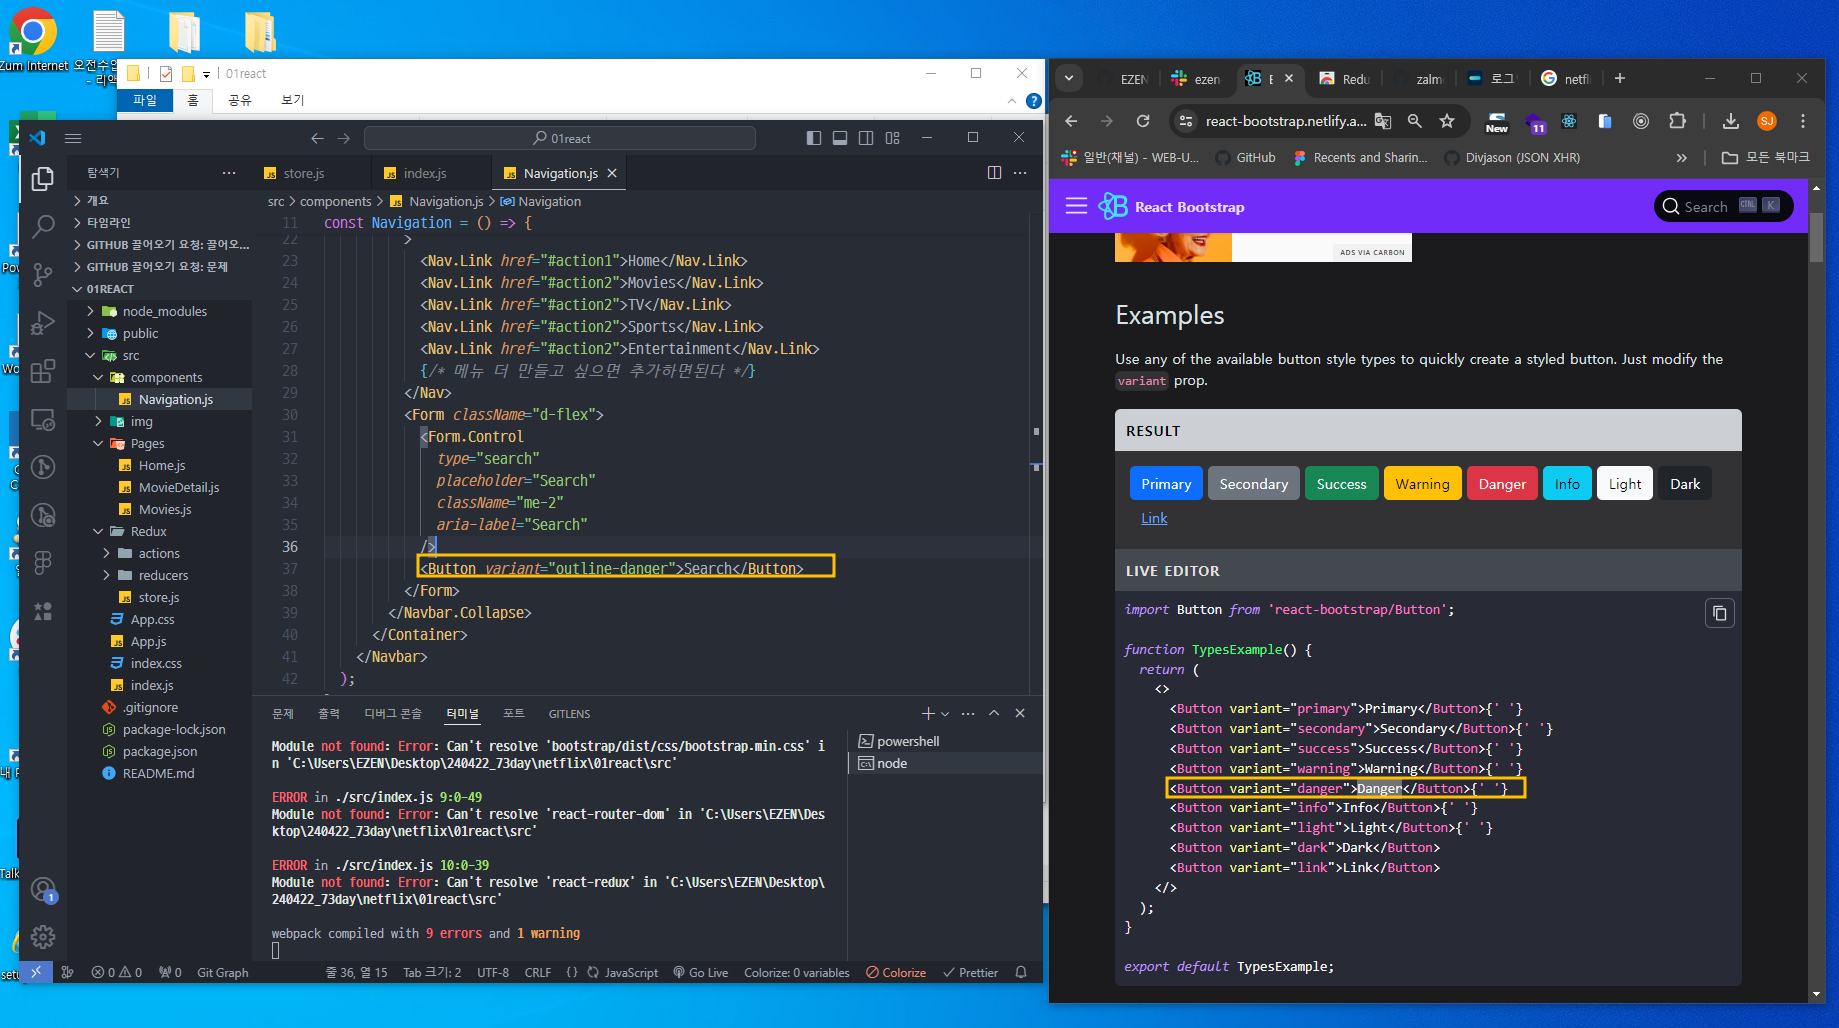 Zum Internet
오전수업
- 리액
01react
파일
홈
공유
보기
01react
탐색기
store.js
index.js
Navigation.js
src > components > Navigation.js > Navigation
개요
타임라인
GITHUB 끌어오기 요청: 끌어오...
GITHUB 끌어오기 요청: 문제
01REACT
node_modules
public
src
components
Navigation.js
img
Pages
Home.js
MovieDetail.js
Movies.js
Redux
actions
reducers
store.js
App.css
App.js
index.css
index.js
.gitignore
package-lock.json
package.json
README.md
11 const Navigation = () => {
22 >
23 <Nav.Link href="#action1">Home</Nav.Link>
24 <Nav.Link href="#action2">Movies</Nav.Link>
25 <Nav.Link href="#action2">TV</Nav.Link>
26 <Nav.Link href="#action2">Sports</Nav.Link>
27 <Nav.Link href="#action2">Entertainment</Nav.Link>
28 {/* 메뉴 더 만들고 싶으면 추가하면된다 */}
29 </Nav>
30 <Form className="d-flex">
31 <Form.Control
32 type="search"
33 placeholder="Search"
34 className="me-2"
35 aria-label="Search"
36 />
37 <Button variant="outline-danger">Search</Button>
38 </Form>
39 </Navbar.Collapse>
40 </Container>
41 </Navbar>
42 );
문제
출력
디버그 콘솔
터미널
포트
GITLENS
powershell
node
Module not found: Error: Can't resolve 'bootstrap/dist/css/bootstrap.min.css' i
n 'C:\Users\EZEN\Desktop\240422_73day\netflix\01react\src'
ERROR in ./src/index.js 9:0-49
Module not found: Error: Can't resolve 'react-router-dom' in 'C:\Users\EZEN\Des
ktop\240422_73day\netflix\01react\src'
ERROR in ./src/index.js 10:0-39
Module not found: Error: Can't resolve 'react-redux' in 'C:\Users\EZEN\Desktop\
240422_73day\netflix\01react\src'
webpack compiled with 9 errors and 1 warning
1
0 0
0
Git Graph
줄 36, 열 15
Tab 크기: 2
UTF-8
CRLF
{ }
JavaScript
Go Live
Colorize: 0 variables
Colorize
Prettier
EZEN
ezen
Redu
zalm
로그
netfli
react-bootstrap.netlify.a...
New
11
SJ
일반(채널) - WEB-U...
GitHub
Recents and Sharin...
Divjason (JSON XHR)
모든 북마크
React Bootstrap
Search CTRL K
ADS VIA CARBON
Examples
Use any of the available button style types to quickly create a styled button. Just modify the
variant prop.
RESULT
Primary
Secondary
Success
Warning
Danger
Info
Light
Dark
Link
LIVE EDITOR
import Button from 'react-bootstrap/Button';
function TypesExample() {
return (
<>
<Button variant="primary">Primary</Button>{' '}
<Button variant="secondary">Secondary</Button>{' '}
<Button variant="success">Success</Button>{' '}
<Button variant="warning">Warning</Button>{' '}
<Button variant="danger">Danger</Button>{' '}
<Button variant="info">Info</Button>{' '}
<Button variant="light">Light</Button>{' '}
<Button variant="dark">Dark</Button>
<Button variant="link">Link</Button>
</>
);
}
export default TypesExample;